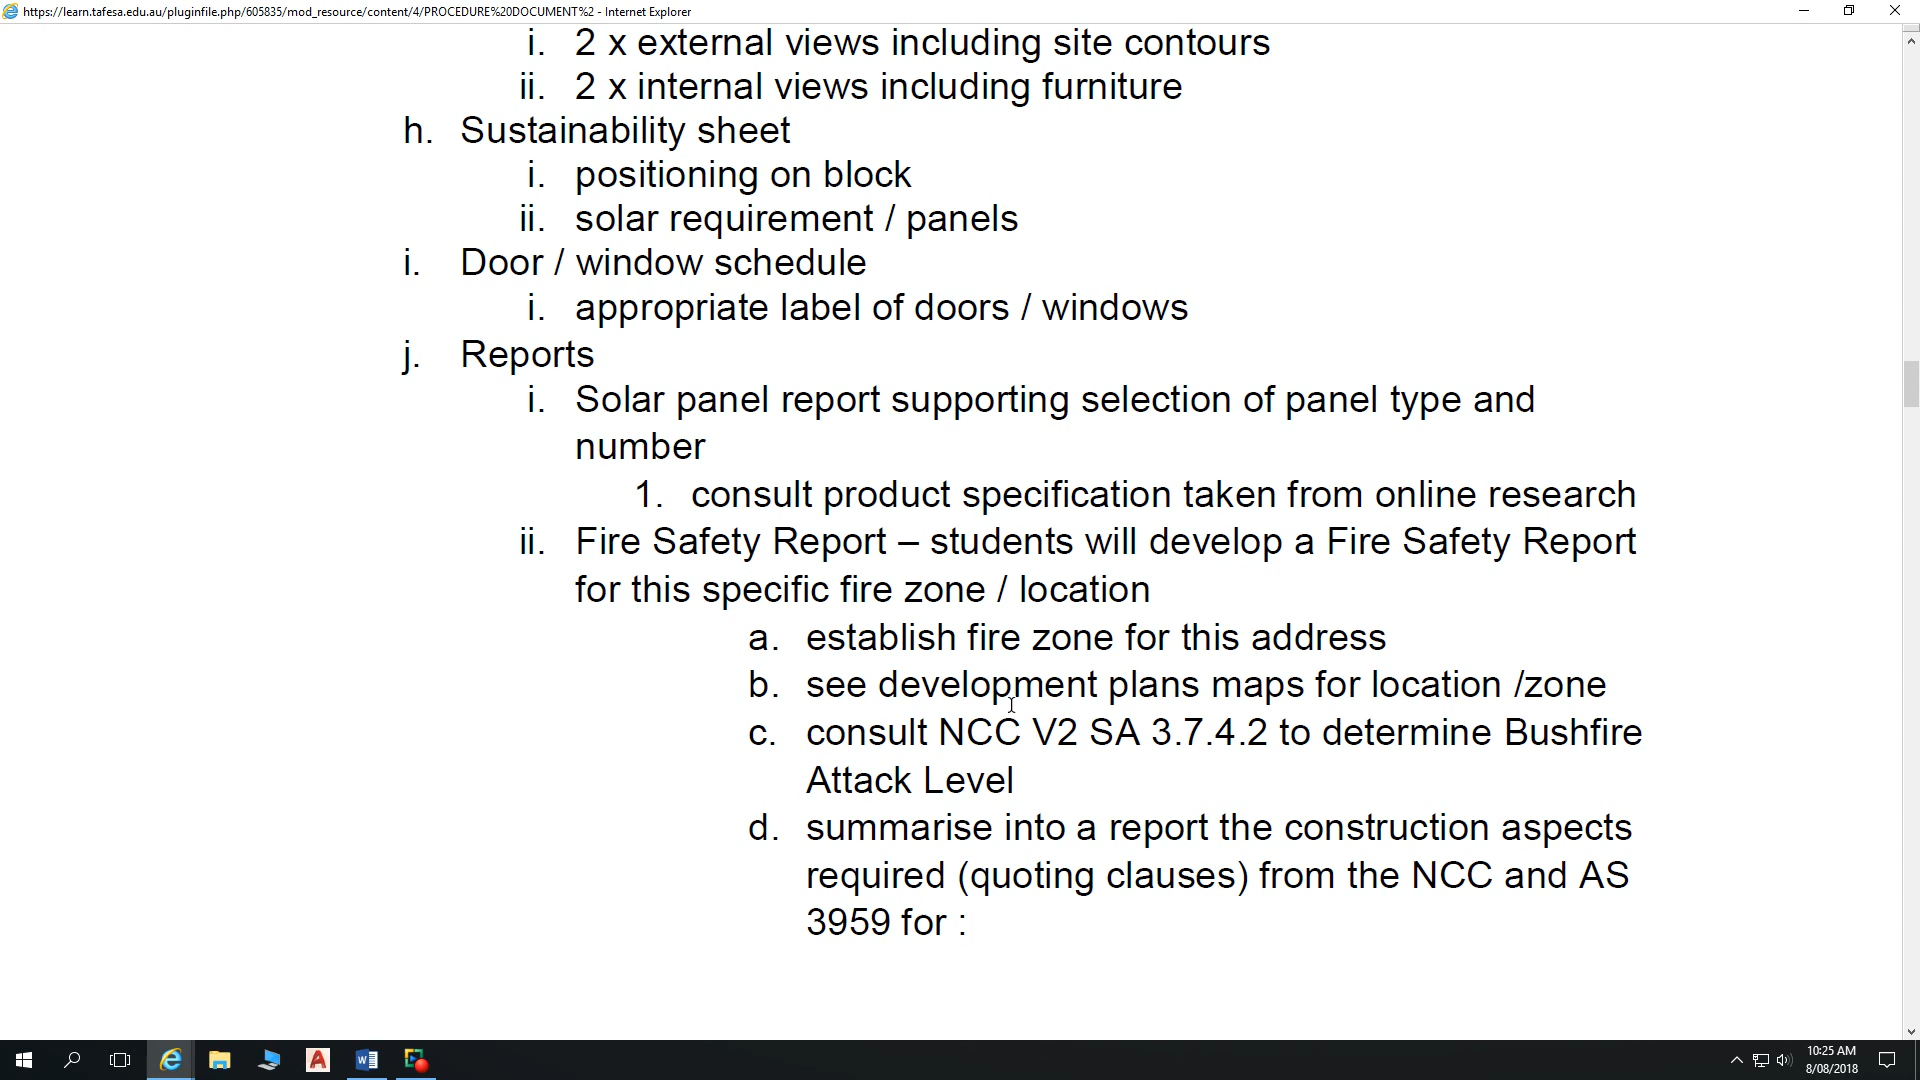 https://learn.tafesa.edu.au/pluginfile.php/605835/mod_resource/content/4/PROCEDURE%20DOCUMENT%2 - Internet Explorer
i. 2 x external views including site contours
ii. 2 x internal views including furniture
h. Sustainability sheet
i. positioning on block
ii. solar requirement / panels
i. Door / window schedule
i. appropriate label of doors / windows
j. Reports
i. Solar panel report supporting selection of panel type and
number
1. consult product specification taken from online research
ii. Fire Safety Report – students will develop a Fire Safety Report
for this specific fire zone / location
a. establish fire zone for this address
b. see development plans maps for location /zone
c. consult NCC V2 SA 3.7.4.2 to determine Bushfire
Attack Level
d. summarise into a report the construction aspects
required (quoting clauses) from the NCC and AS
3959 for :
10:25 AM
8/08/2018